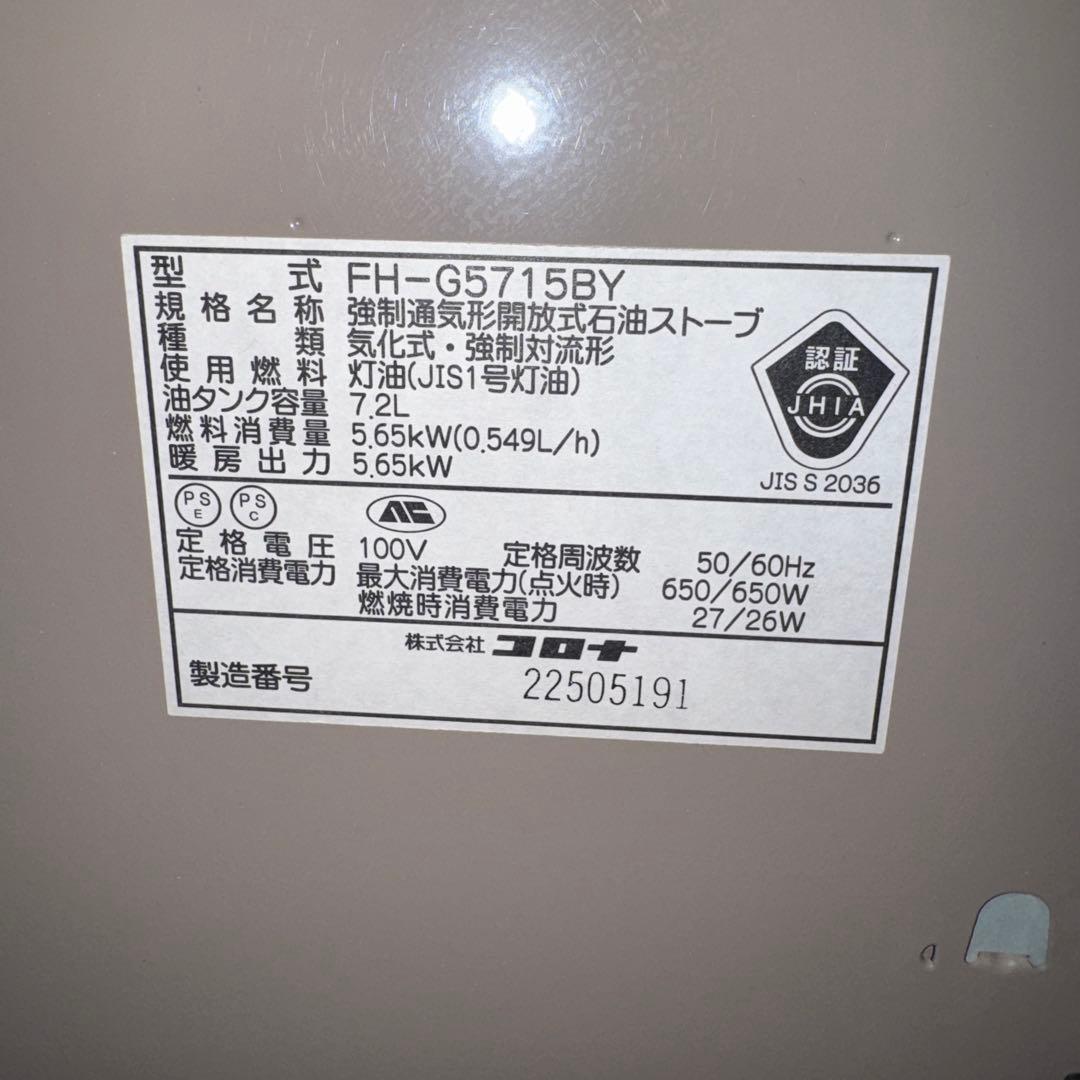 型式 FH-G5715BY
規格名称 強制通気形開放式石油ストーブ
種類 気化式・強制対流形
使用燃料 灯油(JIS1号灯油)
油タンク容量 7.2L
燃料消費量 5.65kW(0.549L/h)
暖房出力 5.65kW
認証
JHIA
JIS S 2036
PS E PS C
定格電圧 100V 定格周波数 50/60Hz
定格消費電力 最大消費電力(点火時) 650/650W
燃焼時消費電力 27/26W
株式会社 コロナ
製造番号 22505191